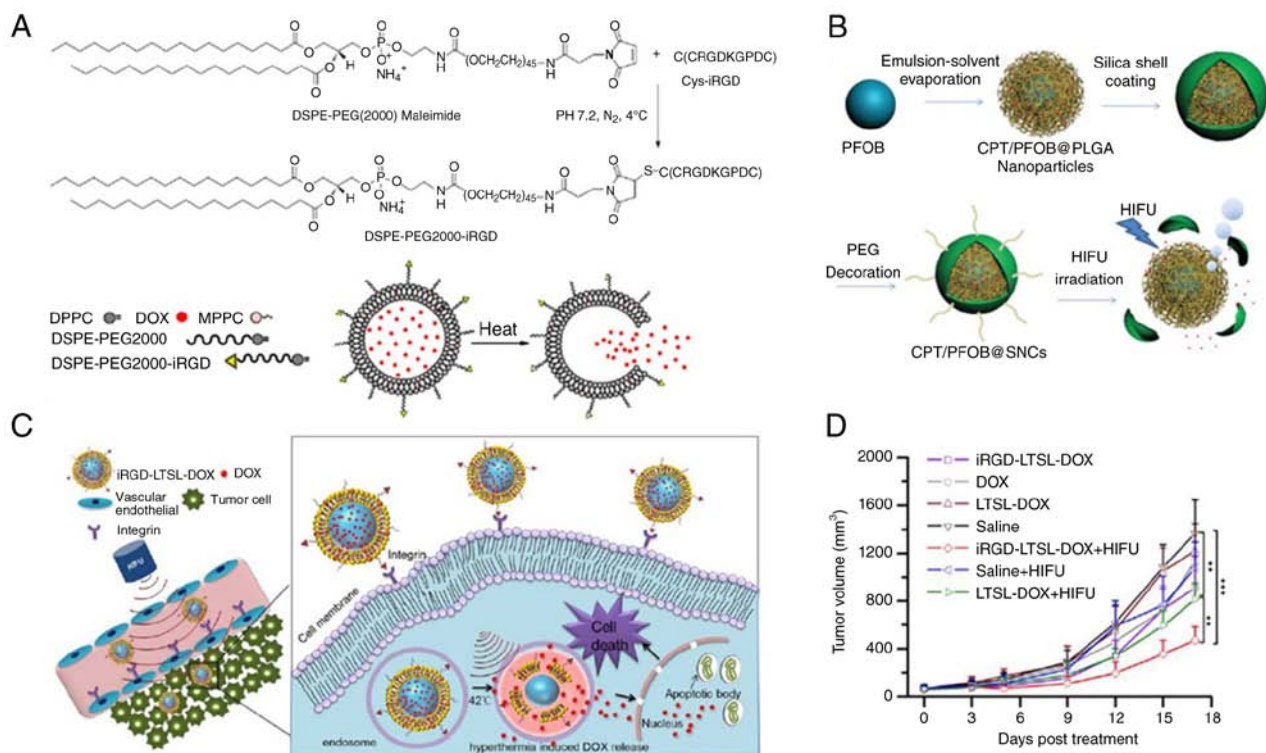 A
O
O
O
H
O
P
O
O⁺
NH₄⁺
O
N
H
O
(OCH₂CH₂)₄₅
NH
O
N
O
O
+
C(CRGDKGPDC)
Cys-iRGD
DSPE-PEG(2000) Maleimide
PH 7.2, N₂, 4°C
S
C(CRGDKGPDC)
DSPE-PEG2000-iRGD
DPPC DOX MPPC
DSPE-PEG2000
DSPE-PEG2000-iRGD
Heat
B
Emulsion-solvent
evaporation
Silica shell
coating
PFOB
CPT/PFOB@PLGA
Nanoparticles
PEG
Decoration
HIFU
HIFU
irradiation
CPT/PFOB@SNCs
C
iRGD-LTSL-DOX DOX
Vascular
endothelial
Tumor cell
Integrin
HIFU
Integrin
Cell membrane
Cell
death
42°C
Apoptotic body
Nucleus
endosome
hyperthermia induced DOX release
D
2000
1600
1200
800
400
0
Tumor volume (mm³)
iRGD-LTSL-DOX
DOX
LTSL-DOX
Saline
iRGD-LTSL-DOX+HIFU
Saline+HIFU
LTSL-DOX+HIFU
**
**
***
0 3 6 9 12 15 18
Days post treatment